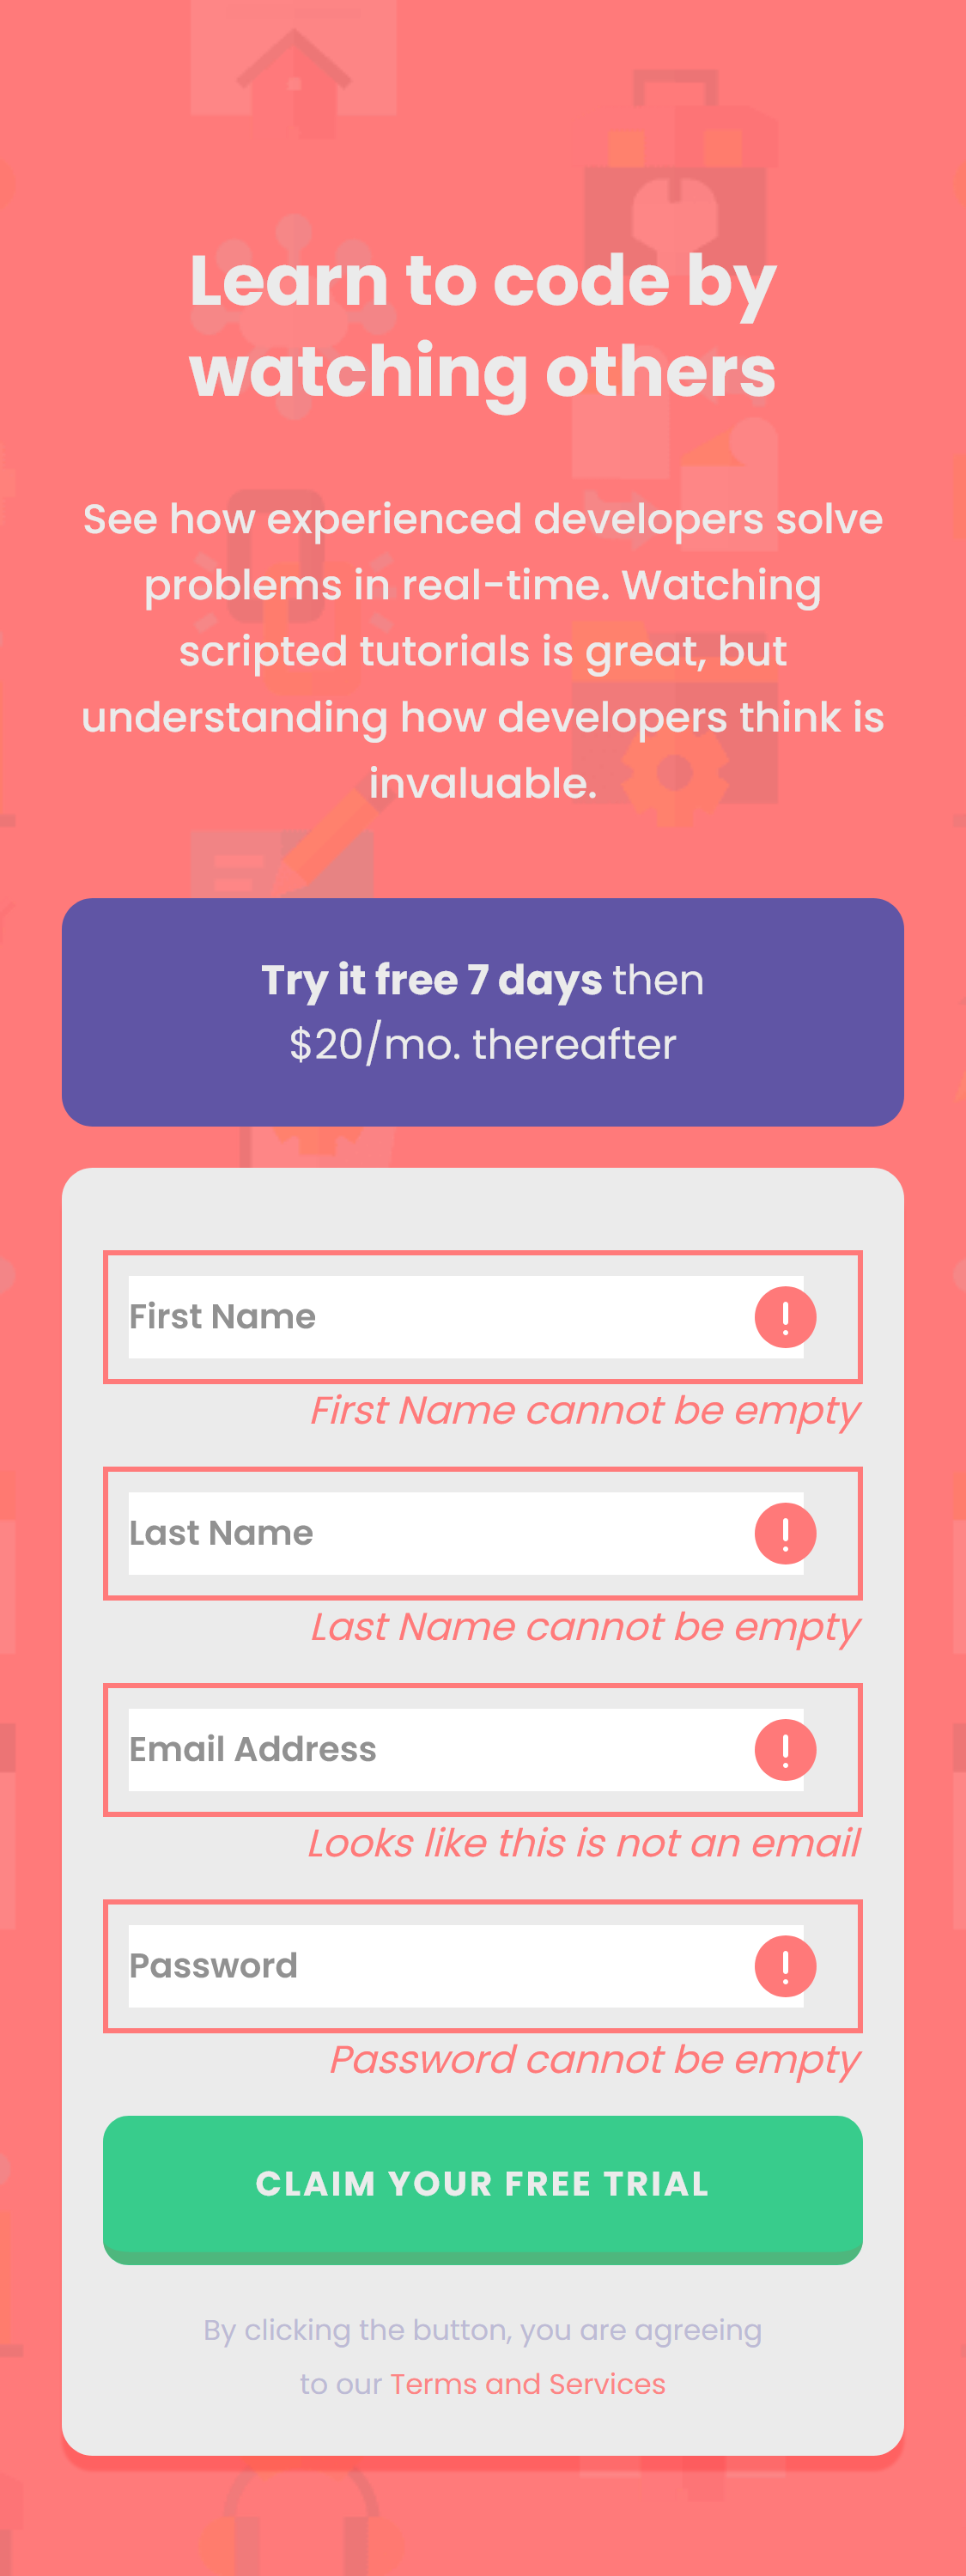 Learn to code by
watching others
See how experienced developers solve
problems in real-time. Watching
scripted tutorials is great, but
understanding how developers think is
invaluable.
Try it free 7 days then
$20/mo. thereafter
First Name
First Name cannot be empty
Last Name
Last Name cannot be empty
Email Address
Looks like this is not an email
Password
Password cannot be empty
CLAIM YOUR FREE TRIAL
By clicking the button, you are agreeing
to our Terms and Services